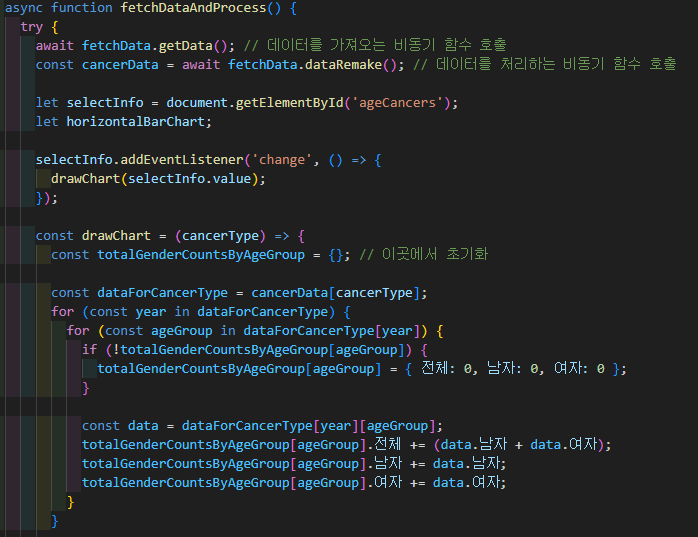 async function fetchDataAndProcess() {
  try {
    await fetchData.getData(); // 데이터를 가져오는 비동기 함수 호출
    const cancerData = await fetchData.dataRemake(); // 데이터를 처리하는 비동기 함수 호출

    let selectInfo = document.getElementById('ageCancers');
    let horizontalBarChart;

    selectInfo.addEventListener('change', () => {
      drawChart(selectInfo.value);
    });

    const drawChart = (cancerType) => {
      const totalGenderCountsByAgeGroup = {}; // 이곳에서 초기화

      const dataForCancerType = cancerData[cancerType];
      for (const year in dataForCancerType) {
        for (const ageGroup in dataForCancerType[year]) {
          if (!totalGenderCountsByAgeGroup[ageGroup]) {
            totalGenderCountsByAgeGroup[ageGroup] = { 전체: 0, 남자: 0, 여자: 0 };
          }

          const data = dataForCancerType[year][ageGroup];
          totalGenderCountsByAgeGroup[ageGroup].전체 += (data.남자 + data.여자);
          totalGenderCountsByAgeGroup[ageGroup].남자 += data.남자;
          totalGenderCountsByAgeGroup[ageGroup].여자 += data.여자;
        }
      }